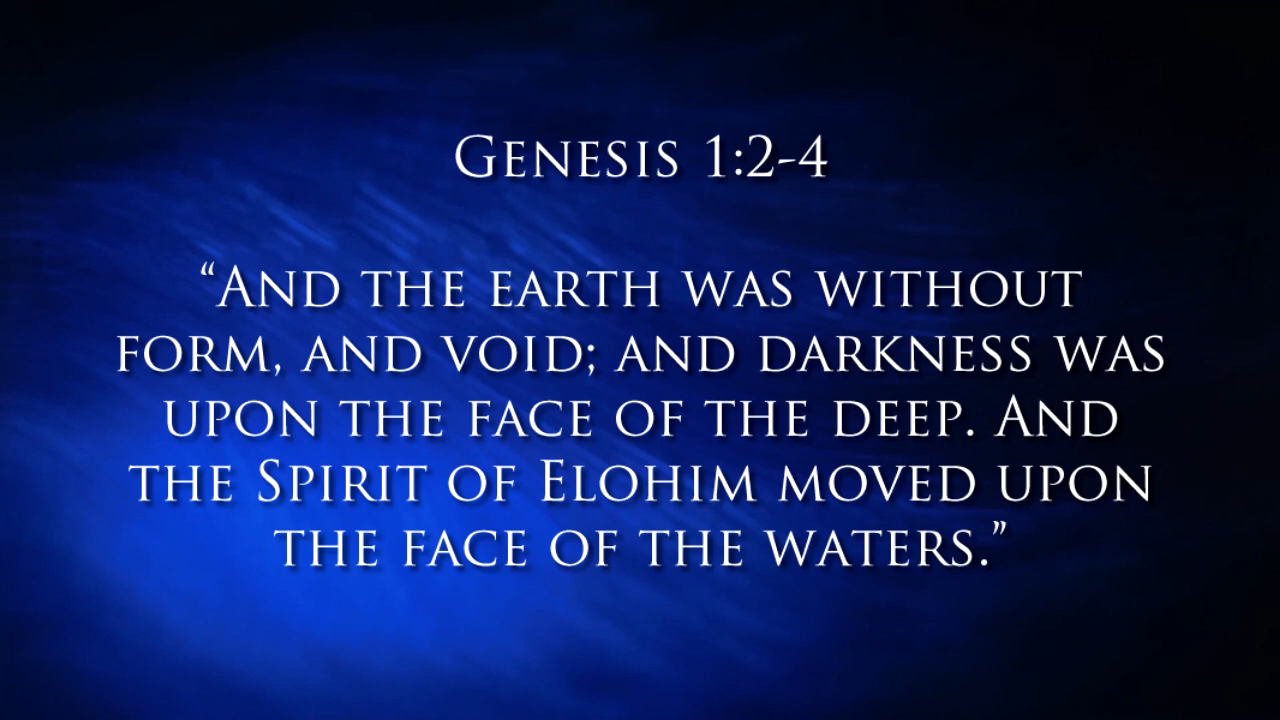 Genesis 1:2-4
“And the earth was without
form, and void; and darkness was
upon the face of the deep. And
the Spirit of Elohim moved upon
the face of the waters.”